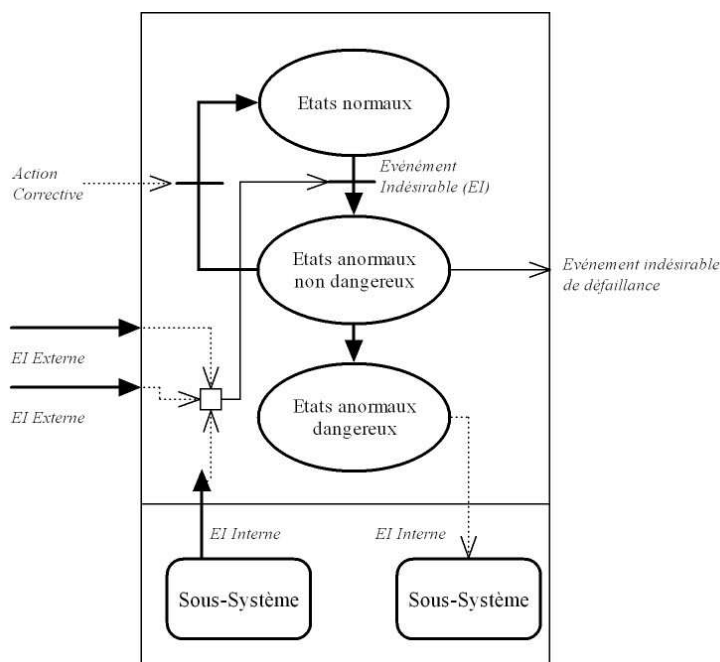 Etats normaux
Action
Corrective
Evénément
Indésirable (EI)
Etats anormaux
non dangereux
Evénement indésirable
de défaillance
EI Externe
EI Externe
Etats anormaux
dangereux
EI Interne
EI Interne
Sous-Système
Sous-Système